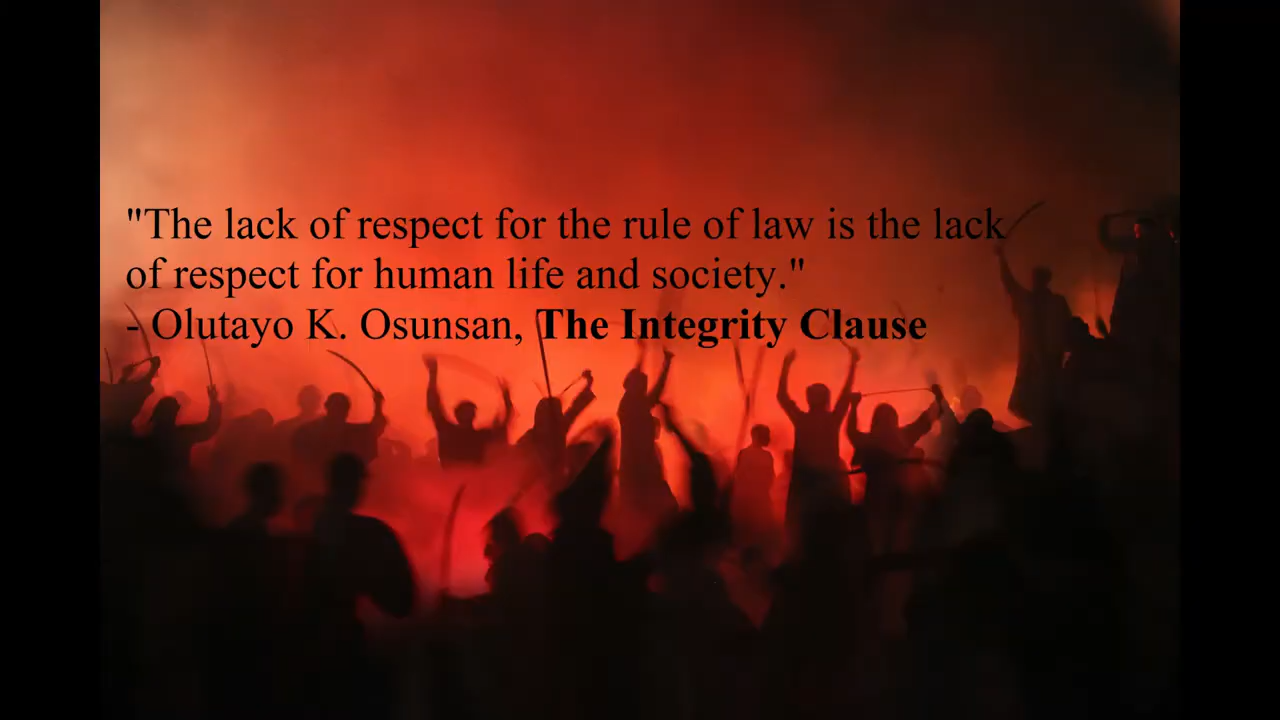 "The lack of respect for the rule of law is the lack
of respect for human life and society."
- Olutayo K. Osunsan, The Integrity Clause